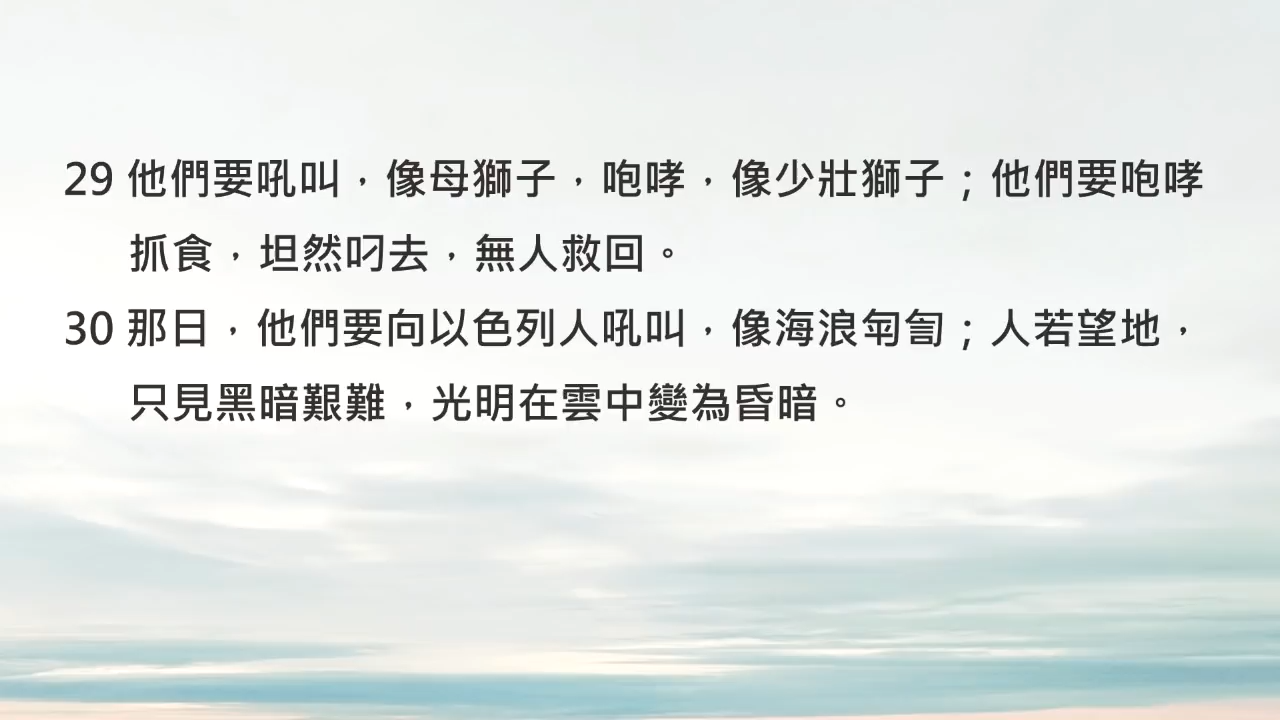 29 他們要吼叫，像母獅子，咆哮，像少壯獅子；他們要咆哮
抓食，坦然叼去，無人救回。
30 那日，他們要向以色列人吼叫，像海浪匉訇；人若望地，
只見黑暗艱難，光明在雲中變為昏暗。